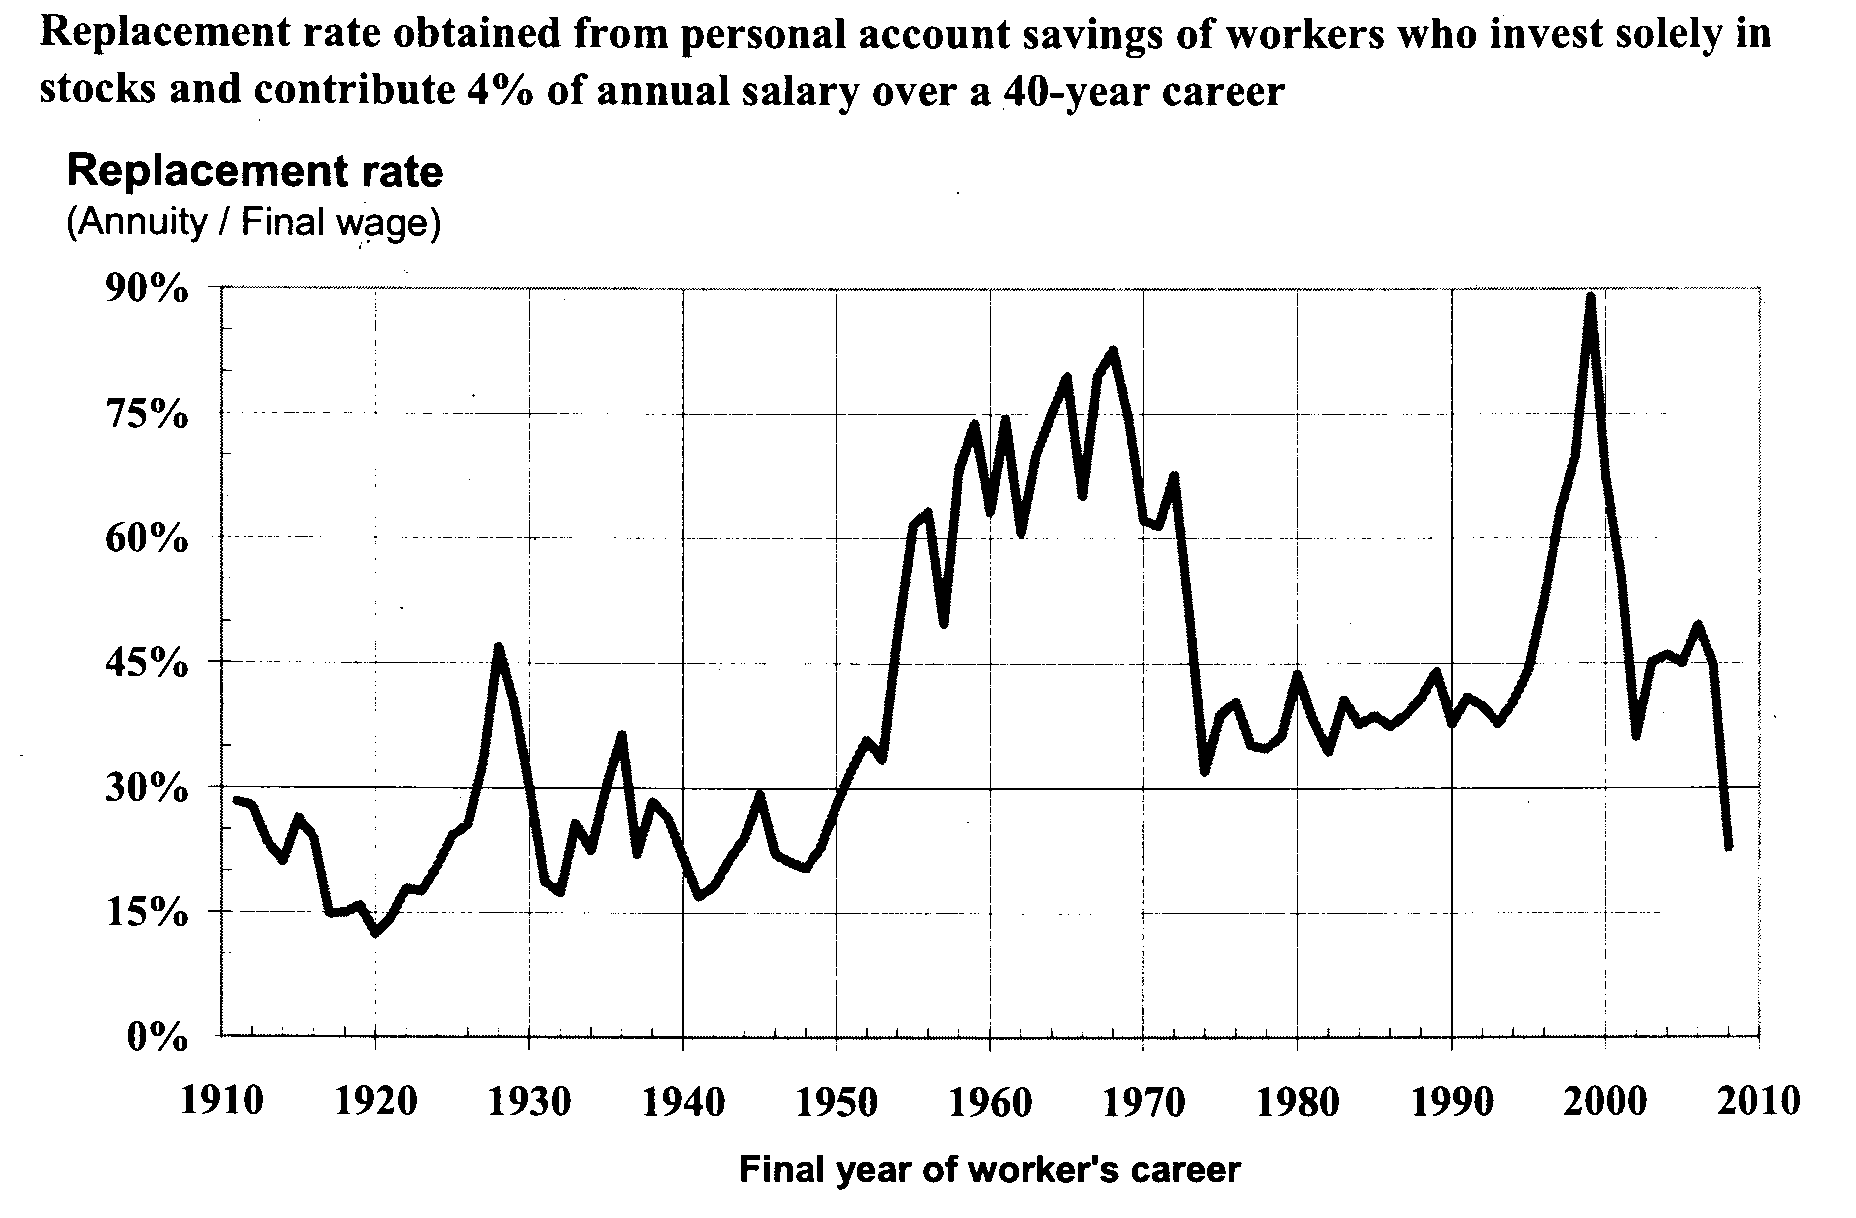 Replacement rate obtained from personal account savings of workers who invest solely in
stocks and contribute 4% of annual salary over a 40-year career
Replacement rate
(Annuity / Final wage)
90%
75%
60%
45%
30%
15%
0%
1910 1920 1930 1940 1950 1960 1970 1980 1990 2000 2010
Final year of worker's career